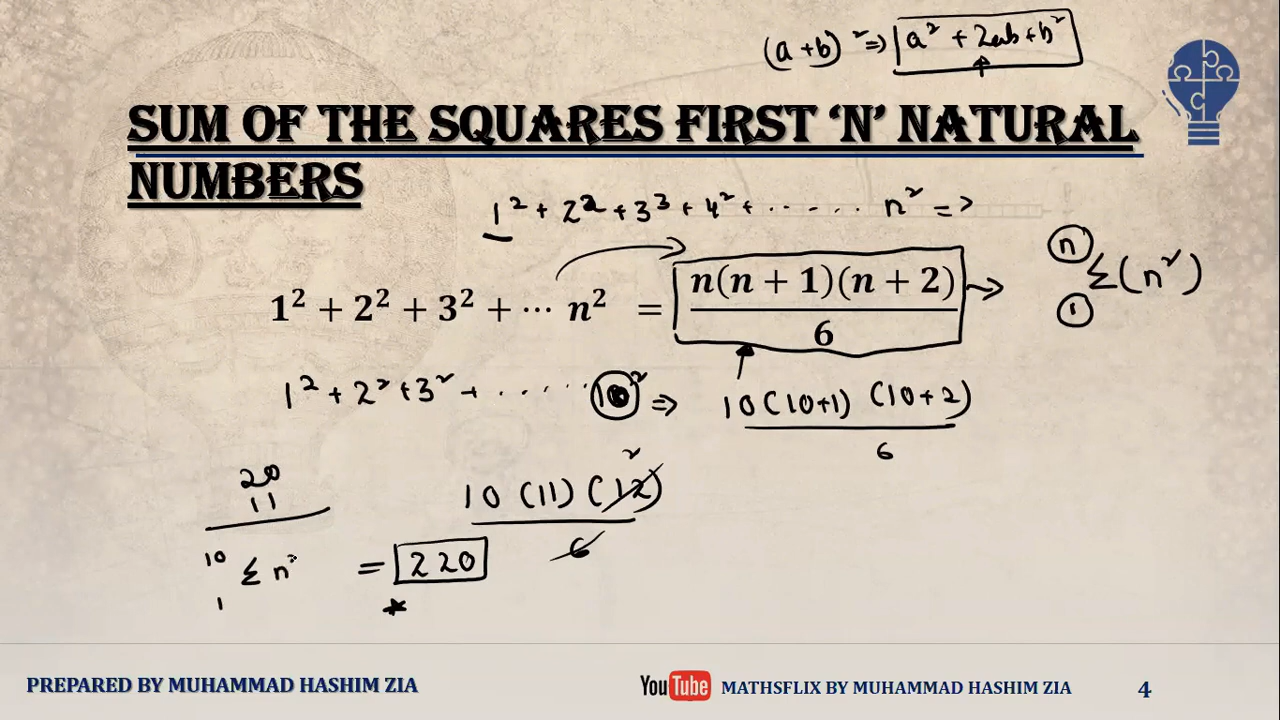 (a+b)² => a² + 2ab + b²
SUM OF THE SQUARES FIRST ‘N’ NATURAL
NUMBERS
1² + 2² + 3³ + 4² + ...... n² =>
1² + 2² + 3² + ⋯ n² = n(n + 1)(n + 2) / 6
n Σ(n²) 1
1² + 2² + 3² + ...... 10² => 10(10+1) (10+2) / 6
20
11
10 (11) (12) 2 / 6
10 Σ n² 1 = 220
PREPARED BY MUHAMMAD HASHIM ZIA
YouTube MATHSFLIX BY MUHAMMAD HASHIM ZIA
4